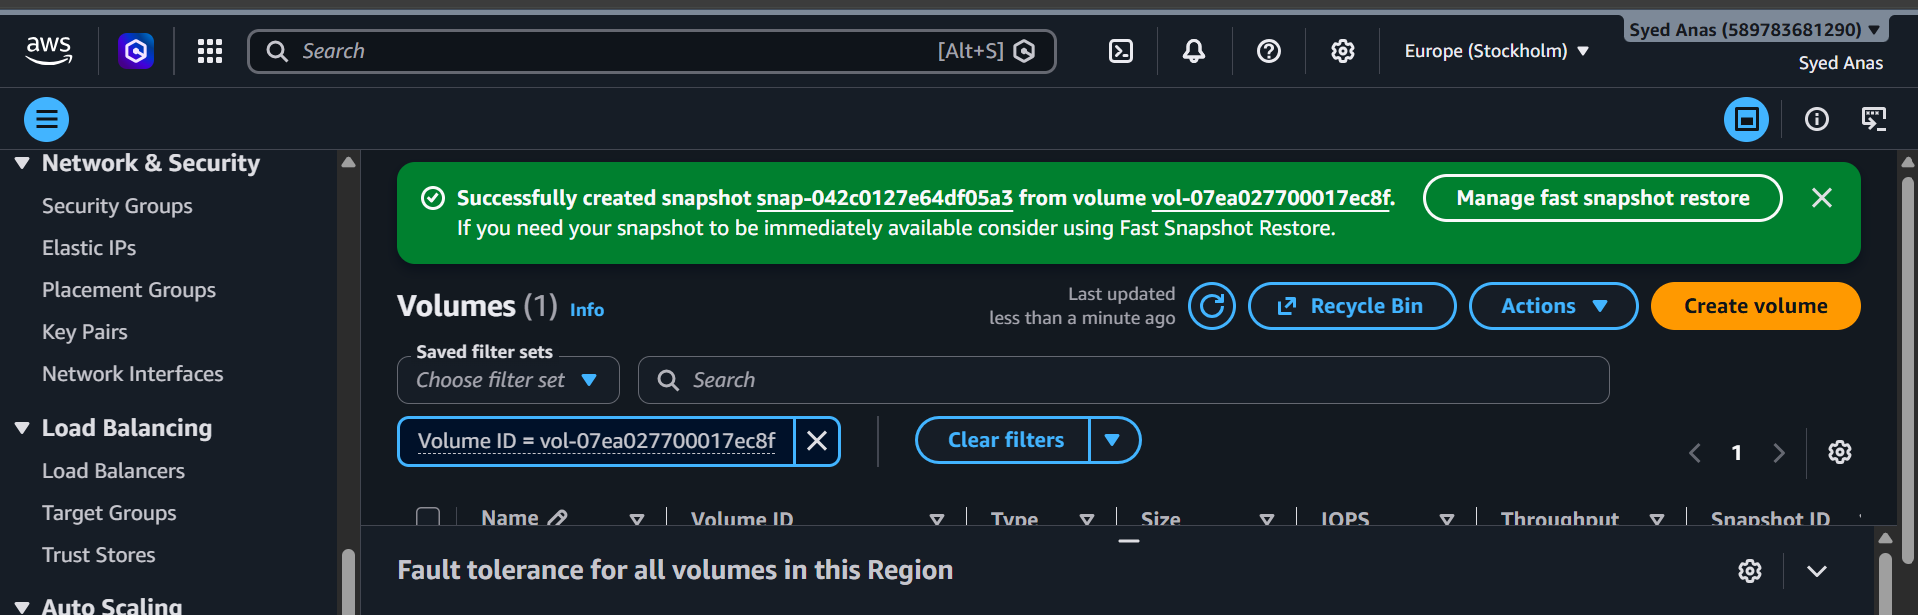 aws
Search
[Alt+S]
Europe (Stockholm)
Syed Anas (589783681290)
Syed Anas
Network & Security
Security Groups
Elastic IPs
Placement Groups
Key Pairs
Network Interfaces
Load Balancing
Load Balancers
Target Groups
Trust Stores
Auto Scaling
Successfully created snapshot snap-042c0127e64df05a3 from volume vol-07ea027700017ec8f.
If you need your snapshot to be immediately available consider using Fast Snapshot Restore.
Manage fast snapshot restore
Volumes (1) Info
Last updated
less than a minute ago
Recycle Bin
Actions
Create volume
Saved filter sets
Choose filter set
Search
Volume ID = vol-07ea027700017ec8f
Clear filters
1
Name
Volume ID
Type
Size
IOPS
Throughput
Snapshot ID
Fault tolerance for all volumes in this Region